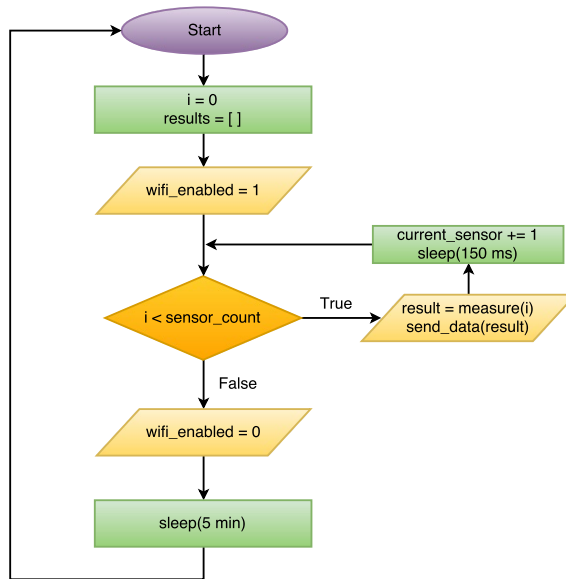 Start
i = 0
results = [ ]
wifi_enabled = 1
current_sensor += 1
sleep(150 ms)
i < sensor_count
True
result = measure(i)
send_data(result)
False
wifi_enabled = 0
sleep(5 min)